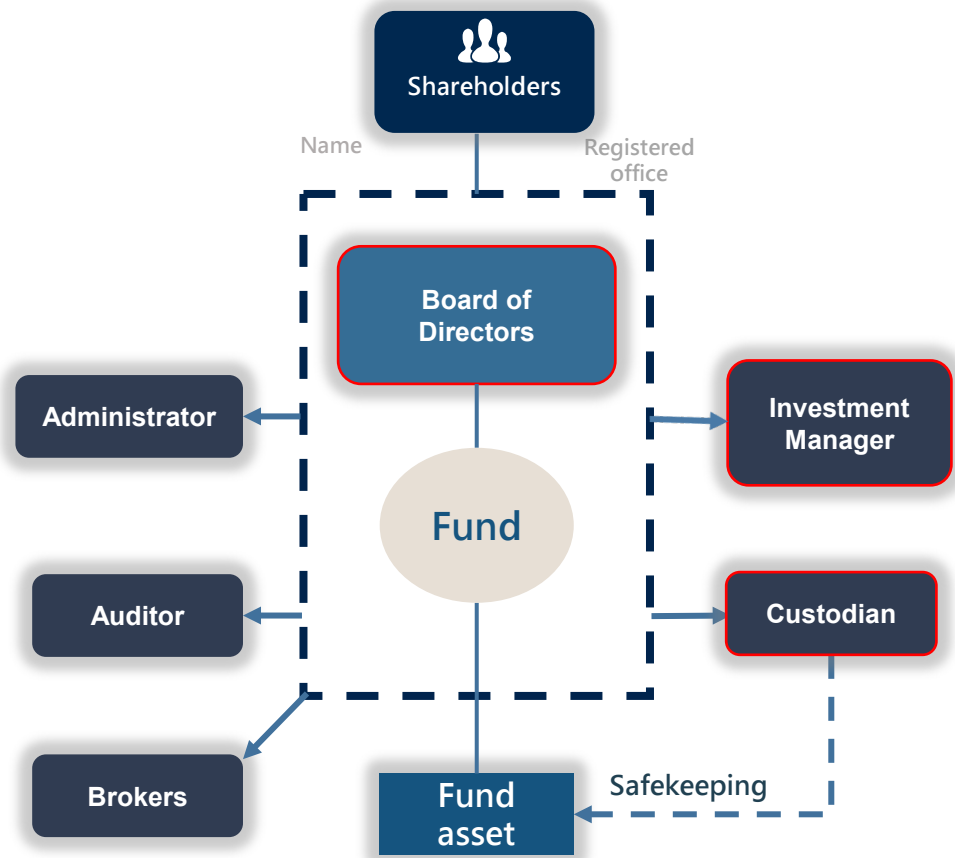 Shareholders
Name
Registered
office
Board of
Directors
Administrator
Investment
Manager
Fund
Auditor
Custodian
Brokers
Safekeeping
Fund
asset